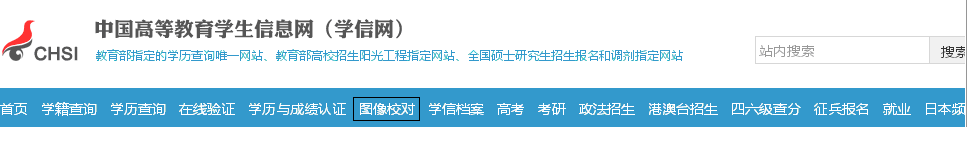 中国高等教育学生信息网（学信网）
CHSI
教育部指定的学历查询唯一网站、教育部高校招生阳光工程指定网站、全国硕士研究生招生报名和调剂指定网站
站内搜索 搜索
首页 学籍查询 学历查询 在线验证 学历与成绩认证 图像校对 学信档案 高考 考研 政法招生 港澳台招生 四六级查分 征兵报名 就业 日本频